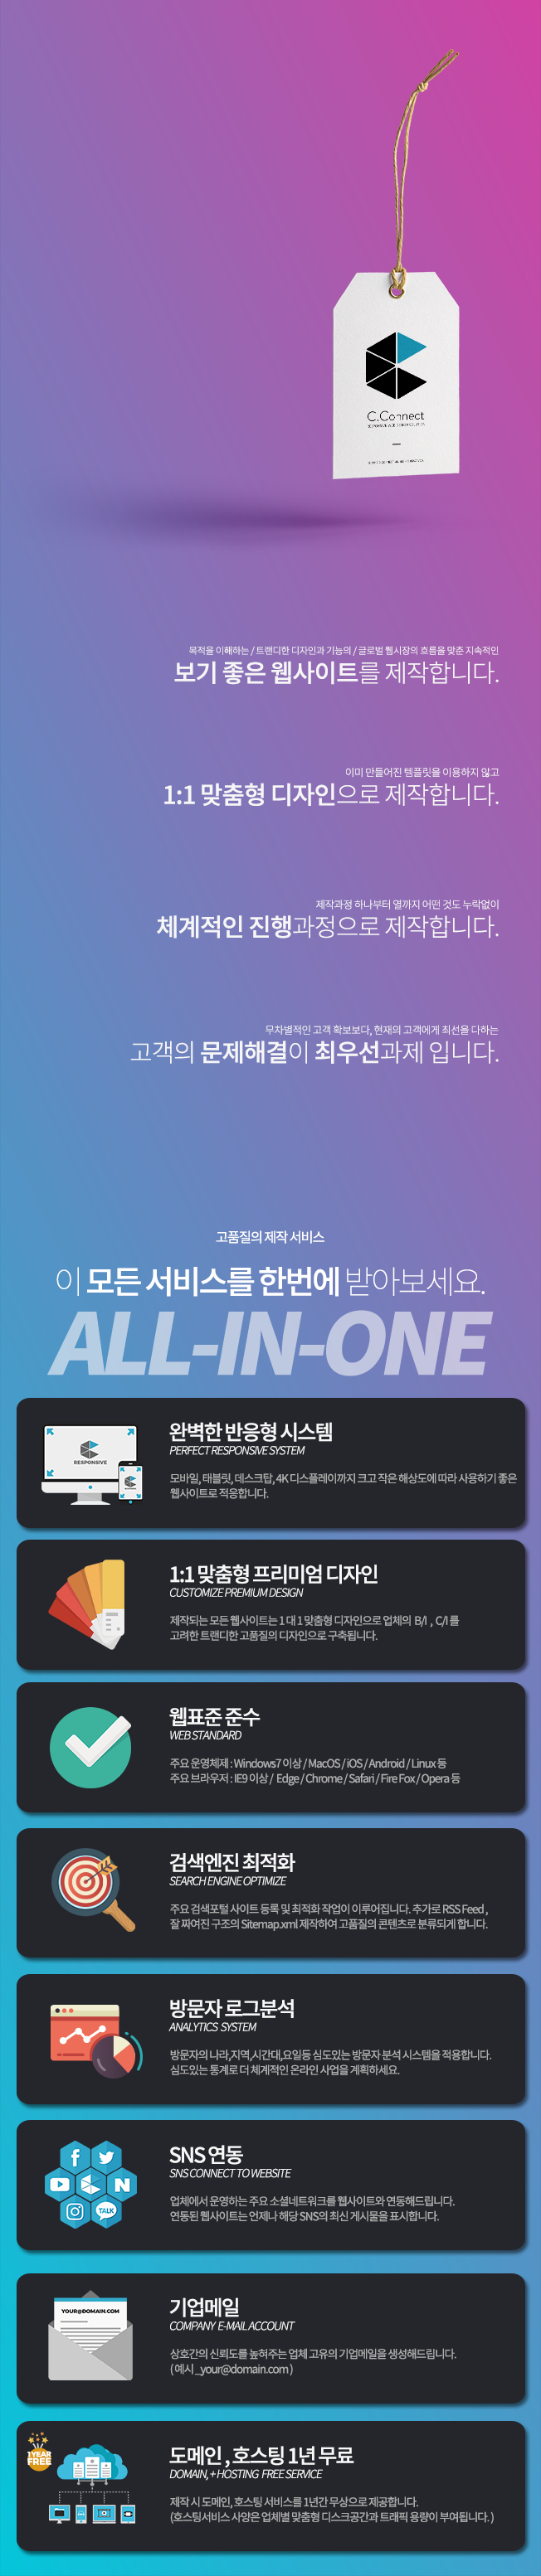 C.Connect
목적을 이해하는 / 트랜디한 디자인과 기능의 / 글로벌 웹시장의 흐름을 맞춘 지속적인
보기 좋은 웹사이트를 제작합니다.
이미 만들어진 템플릿을 이용하지 않고
1:1 맞춤형 디자인으로 제작합니다.
제작과정 하나부터 열까지 어떤 것도 누락없이
체계적인 진행과정으로 제작합니다.
무차별적인 고객 확보보다, 현재의 고객에게 최선을 다하는
고객의 문제해결이 최우선과제 입니다.
고품질의 제작 서비스
이 모든 서비스를 한번에 받아보세요.
ALL-IN-ONE
RESPONSIVE
완벽한 반응형 시스템
PERFECT RESPONSIVE SYSTEM
모바일, 태블릿, 데스크탑, 4K 디스플레이까지 크고 작은 해상도에 따라 사용하기 좋은
웹사이트로 적응합니다.
1:1 맞춤형 프리미엄 디자인
CUSTOMIZE PREMIUM DESIGN
제작되는 모든 웹사이트는 1 대 1 맞춤형 디자인으로 업체의 B/I , C/I 를
고려한 트랜디한 고품질의 디자인으로 구축됩니다.
웹표준 준수
WEB STANDARD
주요 운영체제 : Windows7 이상 / MacOS / iOS / Android / Linux 등
주요 브라우저 : IE9 이상 / Edge / Chrome / Safari / Fire Fox / Opera 등
검색엔진 최적화
SEARCH ENGINE OPTIMIZE
주요 검색포털 사이트 등록 및 최적화 작업이 이루어집니다. 추가로 RSS Feed ,
잘 짜여진 구조의 Sitemap.xml 제작하여 고품질의 콘텐츠로 분류되게 합니다.
방문자 로그분석
ANALYTICS SYSTEM
방문자의 나라,지역,시간대,요일등 심도있는 방문자 분석 시스템을 적용합니다.
심도있는 통계로 더 체계적인 온라인 사업을 계획하세요.
TALK
SNS 연동
SNS CONNECT TO WEBSITE
업체에서 운영하는 주요 소셜네트워크를 웹사이트와 연동해드립니다.
연동된 웹사이트는 언제나 해당 SNS의 최신 게시물을 표시합니다.
YOUR@DOMAIN.COM
기업메일
COMPANY E-MAIL ACCOUNT
상호간의 신뢰도를 높혀주는 업체 고유의 기업메일을 생성해드립니다.
( 예시 _your@domain.com )
1YEAR
FREE
도메인 , 호스팅 1년 무료
DOMAIN, + HOSTING FREE SERVICE
제작 시 도메인, 호스팅 서비스를 1년간 무상으로 제공합니다.
(호스팅서비스 사양은 업체별 맞춤형 디스크공간과 트래픽 용량이 부여됩니다. )